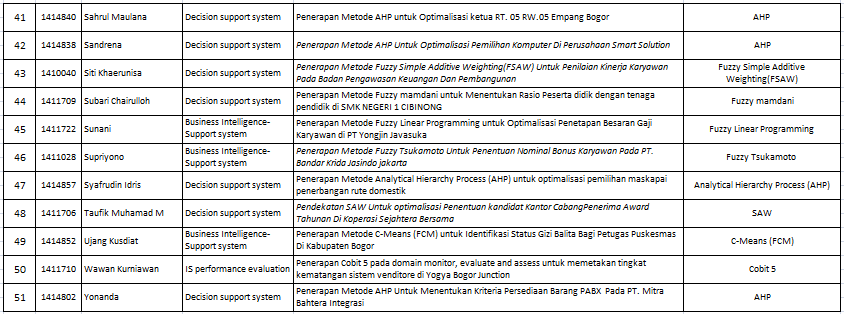 41 1414840 Sahrul Maulana Decision support system Penerapan Metode AHP untuk Optimalisasi ketua RT. 05 RW.05 Empang Bogor AHP
42 1414838 Sandrena Decision support system Penerapan Metode AHP Untuk Optimalisasi Pemilihan Komputer Di Perusahaan Smart Solution AHP
43 1410040 Siti Khaerunisa Decision support system Penerapan Metode Fuzzy Simple Additive Weighting(FSAW) Untuk Penilaian Kinerja Karyawan
Pada Badan Pengawasan Keuangan Dan Pembangunan
Fuzzy Simple Additive
Weighting(FSAW)
44 1411709 Subari Chairulloh Decision support system Penerapan Metode Fuzzy mamdani untuk Menentukan Rasio Peserta didik dengan tenaga
pendidik di SMK NEGERI 1 CIBINONG
Fuzzy mamdani
45 1411722 Sunani Business Intelligence-
Support system
Penerapan Metode Fuzzy Linear Programming untuk Optimalisasi Penetapan Besaran Gaji
Karyawan di PT Yongjin Javasuka
Fuzzy Linear Programming
46 1411028 Supriyono Business Intelligence-
Support system
Penerapan Metode Fuzzy Tsukamoto Untuk Penentuan Nominal Bonus Karyawan Pada PT.
Bandar Krida Jasindo jakarta
Fuzzy Tsukamoto
47 1414857 Syafrudin Idris Decision support system Penerapan Metode Analytical Hierarchy Process (AHP) untuk optimalisasi pemilihan maskapai
penerbangan rute domestik
Analytical Hierarchy Process (AHP)
48 1411706 Taufik Muhamad M Decision support system Pendekatan SAW Untuk optimalisasi Penentuan kandidat Kantor CabangPenerima Award
Tahunan Di Koperasi Sejahtera Bersama
SAW
49 1414852 Ujang Kusdiat Business Intelligence-
Support system
Penerapan Metode C-Means (FCM) untuk Identifikasi Status Gizi Balita Bagi Petugas Puskesmas
Di Kabupaten Bogor
C-Means (FCM)
50 1411710 Wawan Kurniawan IS performance evaluation Penerapan Cobit 5 pada domain monitor, evaluate and assess untuk memetakan tingkat
kematangan sistem venditore di Yogya Bogor Junction
Cobit 5
51 1414802 Yonanda Decision support system Penerapan Metode AHP Untuk Menentukan Kriteria Persediaan Barang PABX Pada PT. Mitra
Bahtera Integrasi
AHP